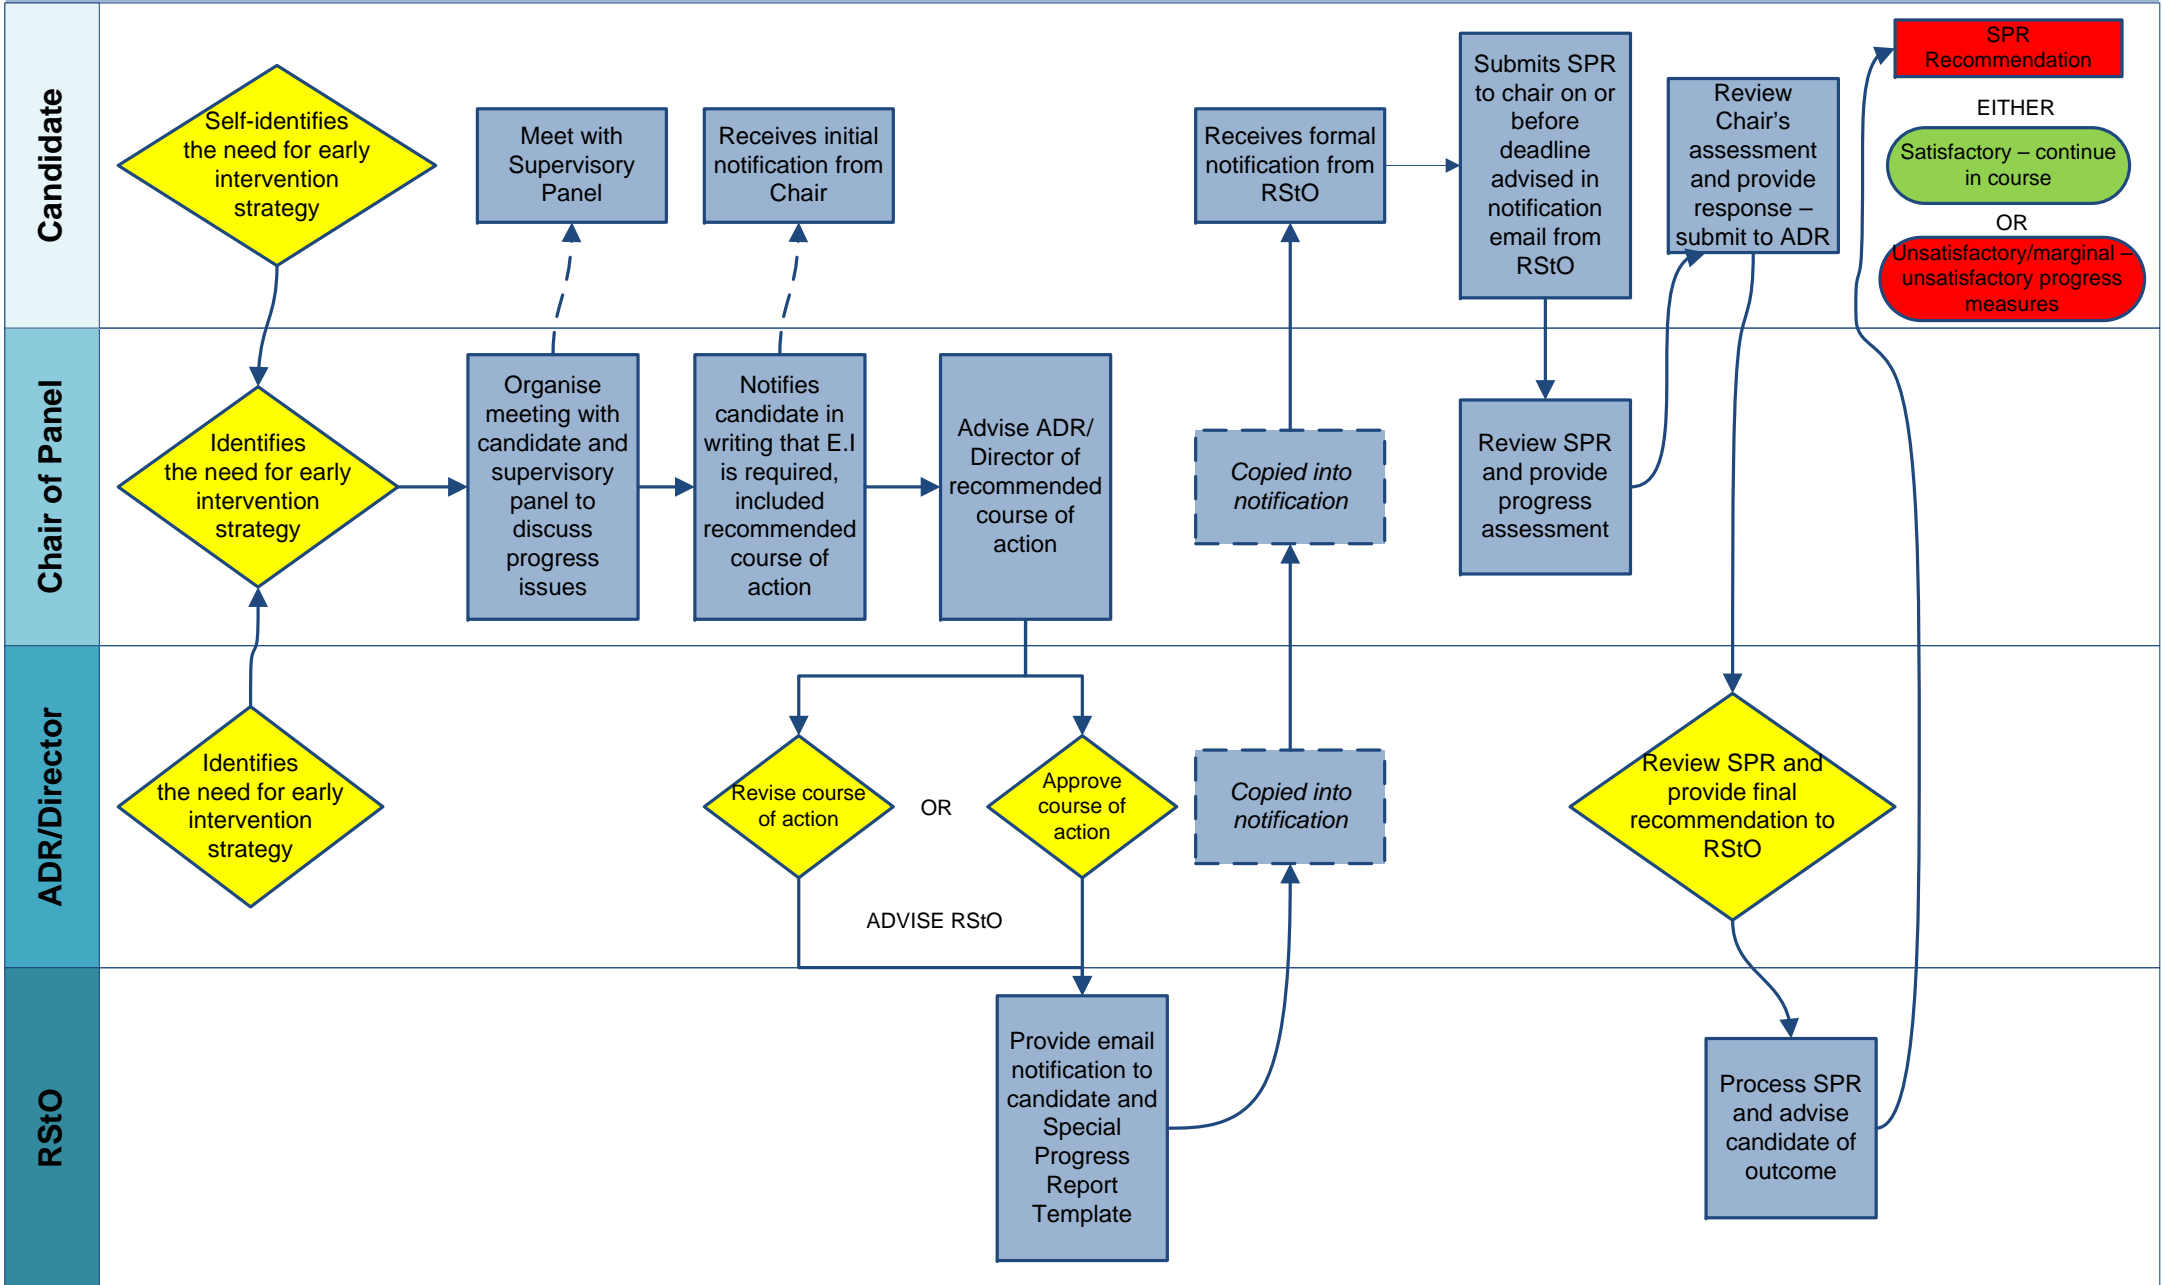 Candidate
Self-identifies
the need for early
intervention
strategy
Meet with
Supervisory
Panel
Receives initial
notification from
Chair
Receives formal
notification from
RStO
Submits SPR
to chair on or
before
deadline
advised in
notification
email from
RStO
Review
Chair's
assessment
and provide
response –
submit to ADR
SPR
Recommendation
EITHER
Satisfactory – continue
in course
OR
Unsatisfactory/marginal –
unsatisfactory progress
measures
Chair of Panel
Identifies
the need for early
intervention
strategy
Organise
meeting with
candidate and
supervisory
panel to
discuss
progress
issues
Notifies
candidate in
writing that E.I
is required,
included
recommended
course of
action
Advise ADR/
Director of
recommended
course of
action
Copied into
notification
Review SPR
and provide
progress
assessment
ADR/Director
Identifies
the need for early
intervention
strategy
Revise course
of action
OR
Approve
course of
action
ADVISE RStO
Copied into
notification
Review SPR and
provide final
recommendation to
RStO
RStO
Provide email
notification to
candidate and
Special
Progress
Report
Template
Process SPR
and advise
candidate of
outcome